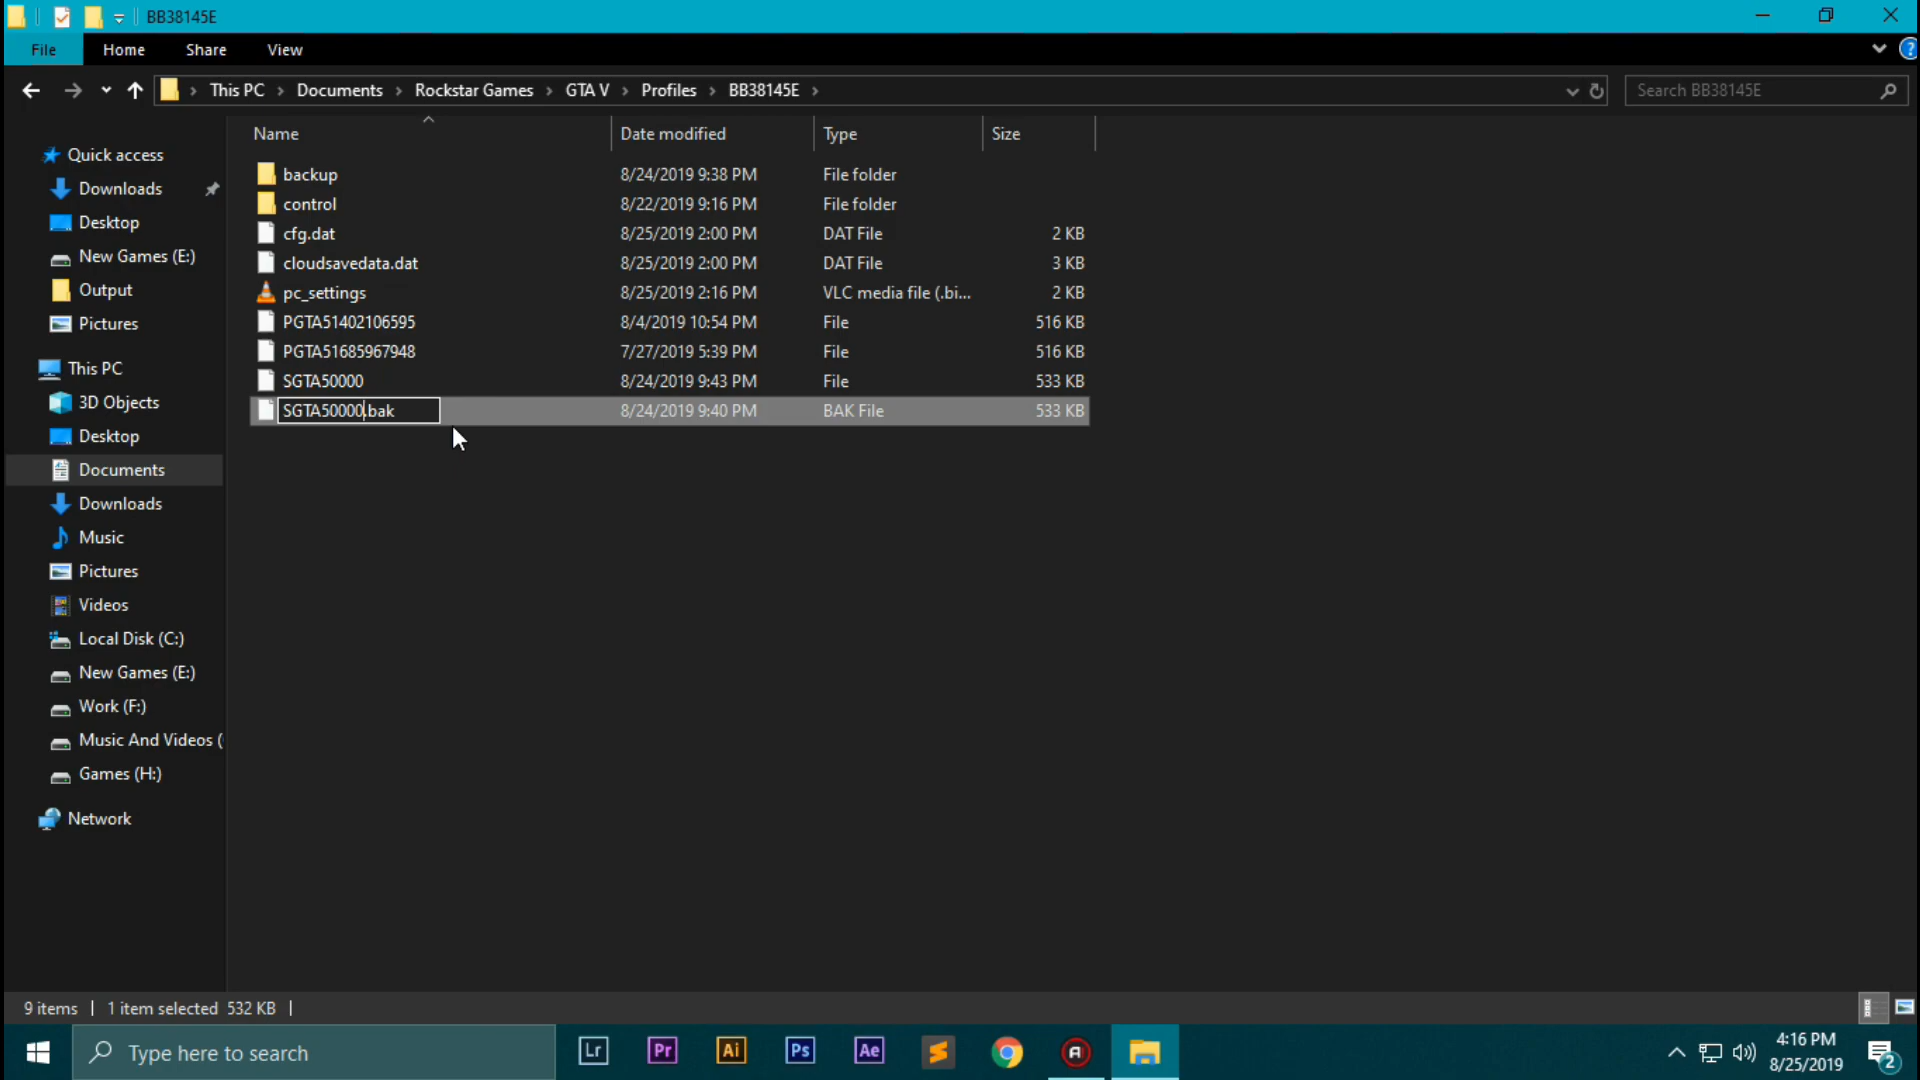 BB38145E
File Home Share View
This PC Documents Rockstar Games GTA V Profiles BB38145E
Search BB38145E
Name Date modified Type Size
backup 8/24/2019 9:38 PM File folder
control 8/22/2019 9:16 PM File folder
cfg.dat 8/25/2019 2:00 PM DAT File 2 KB
cloudsavedata.dat 8/25/2019 2:00 PM DAT File 3 KB
pc_settings 8/25/2019 2:16 PM VLC media file (.bi... 2 KB
PGTA51402106595 8/4/2019 10:54 PM File 516 KB
PGTA51685967948 7/27/2019 5:39 PM File 516 KB
SGTA50000 8/24/2019 9:43 PM File 533 KB
SGTA50000.bak 8/24/2019 9:40 PM BAK File 533 KB
Quick access
Downloads
Desktop
New Games (E:)
Output
Pictures
This PC
3D Objects
Desktop
Documents
Downloads
Music
Pictures
Videos
Local Disk (C:)
New Games (E:)
Work (F:)
Music And Videos (
Games (H:)
Network
9 items 1 item selected 532 KB
Type here to search
Lr Pr Ai Ps Ae
4:16 PM
8/25/2019
2